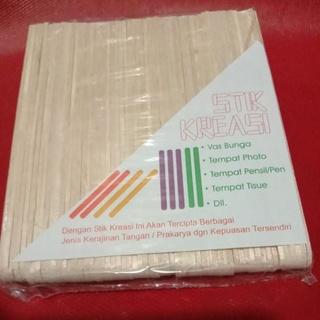 STIK
KREASI
• Vas Bunga
• Tempat Photo
• Tempat Pensil/Pen
• Tempat Tisue
• Dll.
Dengan Stik Kreasi Ini Akan Tercipta Berbagai
Jenis Kerajinan Tangan / Prakarya dgn Kepuasan Tersendiri